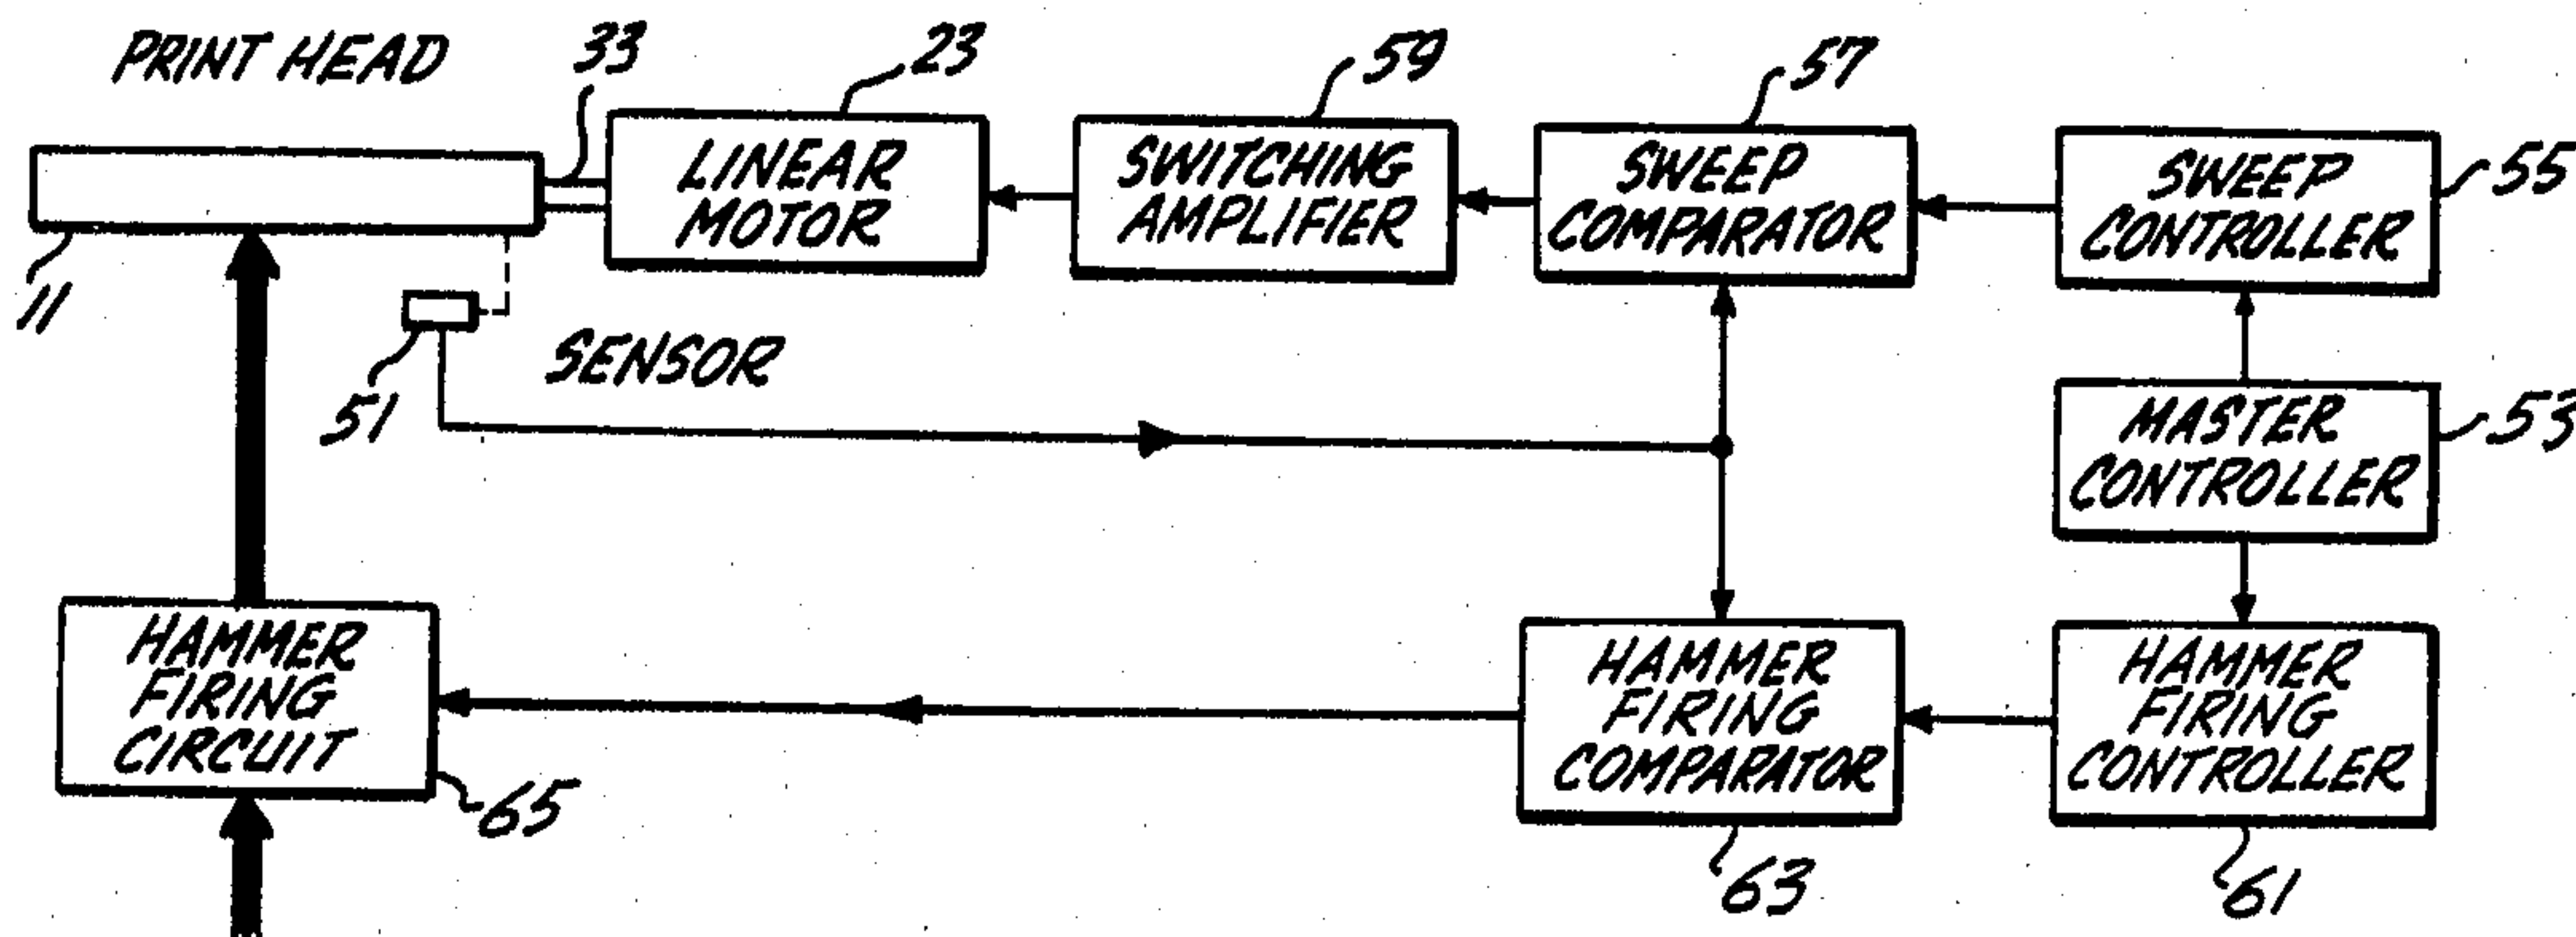 PRINT HEAD
33
23
59
57
LINEAR
MOTOR
SWITCHING
AMPLIFIER
SWEEP
COMPARATOR
SWEEP
CONTROLLER
55
11
51
SENSOR
MASTER
CONTROLLER
53
HAMMER
FIRING
CIRCUIT
65
HAMMER
FIRING
COMPARATOR
63
HAMMER
FIRING
CONTROLLER
61